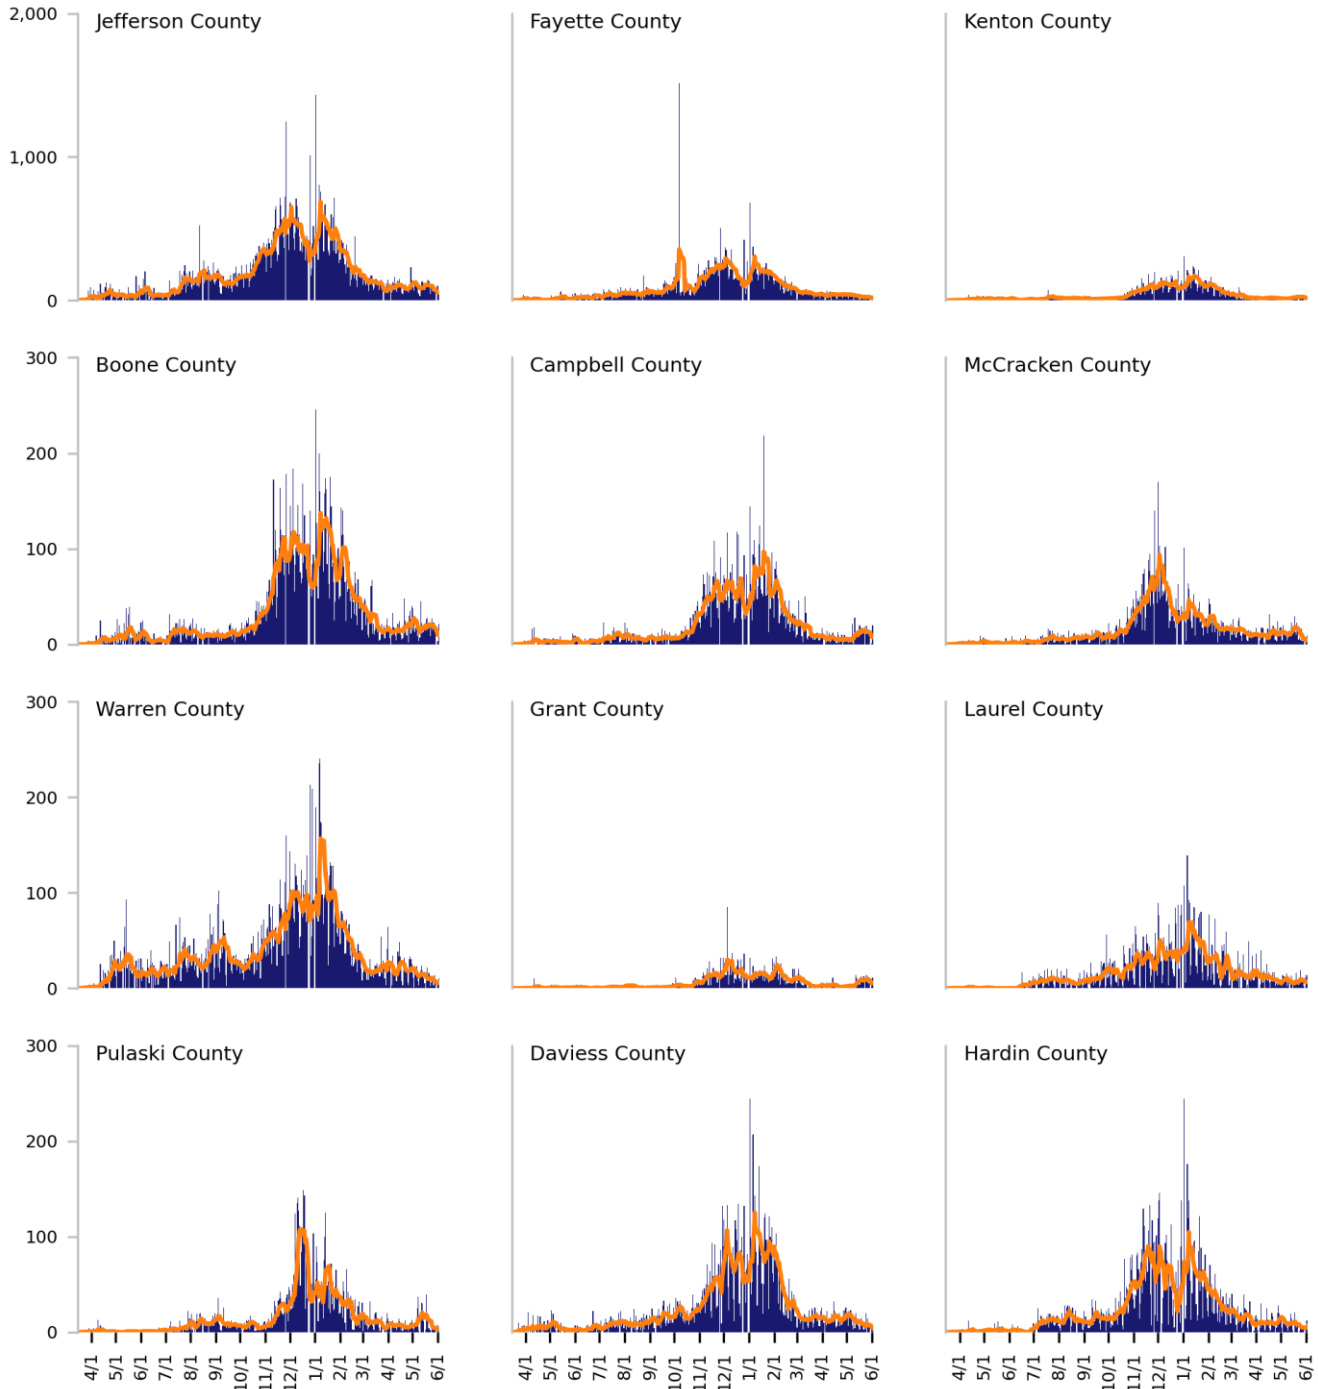 2,000 Jefferson County Fayette County Kenton County
1,000
0
300 Boone County Campbell County McCracken County
200
100
0
300 Warren County Grant County Laurel County
200
100
0
300 Pulaski County Daviess County Hardin County
200
100
0
4/1 5/1 6/1 7/1 8/1 9/1 10/1 11/1 12/1 1/1 2/1 3/1 4/1 5/1 6/1 4/1 5/1 6/1 7/1 8/1 9/1 10/1 11/1 12/1 1/1 2/1 3/1 4/1 5/1 6/1 4/1 5/1 6/1 7/1 8/1 9/1 10/1 11/1 12/1 1/1 2/1 3/1 4/1 5/1 6/1